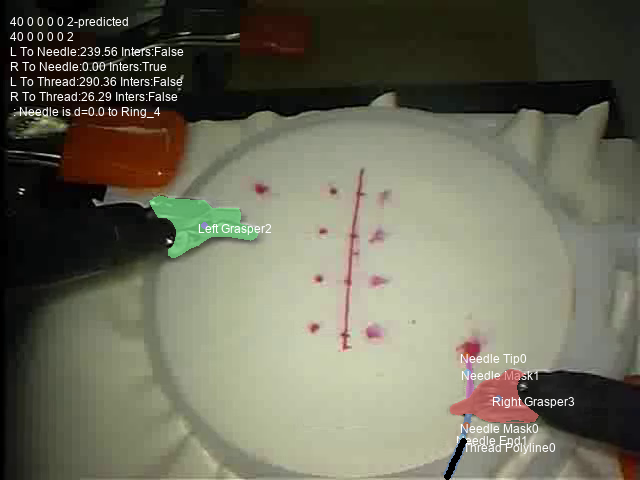 40 0 0 0 0 2-predicted
40 0 0 0 0 2
L To Needle:239.56 Inters:False
R To Needle:0.00 Inters:True
L To Thread:290.36 Inters:False
R To Thread:26.29 Inters:False
: Needle is d=0.0 to Ring_4
Left Grasper2
Needle Tip0
Needle Mask1
Right Grasper3
Needle Mask0
Needle End1
Thread Polyline0